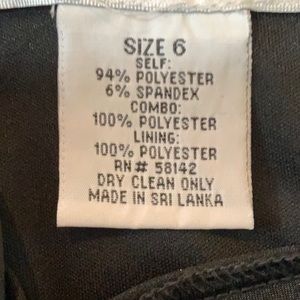 SIZE 6
SELF:
94% POLYESTER
6% SPANDEX
COMBO:
100% POLYESTER
LINING:
100% POLYESTER
RN# 58142
DRY CLEAN ONLY
MADE IN SRI LANKA